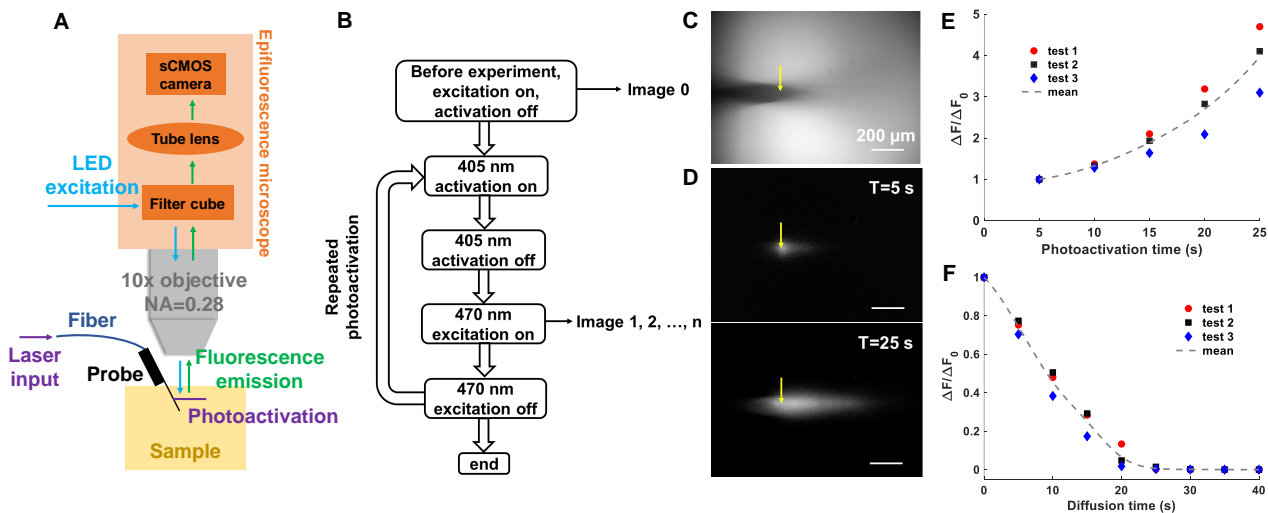 A
Epifluorescence microscope
sCMOS
camera
Tube lens
LED
excitation
Filter cube
10x objective
NA=0.28
Fiber
Laser
input
Probe
Fluorescence
emission
Photoactivation
Sample
B
Before experiment,
excitation on,
activation off
Image 0
405 nm
activation on
405 nm
activation off
Repeated
photoactivation
470 nm
excitation on
Image 1, 2, …, n
470 nm
excitation off
end
C
200 µm
D
T=5 s
T=25 s
E
5
4
3
2
1
0
ΔF/ΔF0
test 1
test 2
test 3
mean
0
5
10
15
20
25
Photoactivation time (s)
F
1
0.8
0.6
0.4
0.2
0
ΔF/ΔF0
test 1
test 2
test 3
mean
0
10
20
30
40
Diffusion time (s)